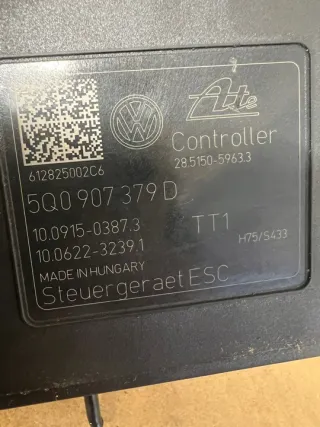 Ate
Controller
28.5150-5963.3
612825002C6
5Q0 907 379 D
10.0915-0387.3
TT1
10.0622-3239.1
H75/S433
MADE IN HUNGARY
Steuergeraet ESC